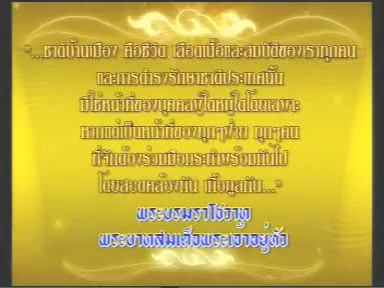 "...ชาติบ้านเมือง คือชีวิต เลือดเนื้อและสมบัติของเราทุกคน
และการดำรงรักษาชาติประเทศนั้น
มิใช่หน้าที่ของบุคคลผู้ใดหมู่ใดโดยเฉพาะ
หากแต่เป็นหน้าที่ของทุกๆฝ่าย ทุกๆคน
ที่จักต้องร่วมมือกระทำพร้อมกันไป
โดยสอดคล้องกัน เกื้อกูลกัน..."
พระบรมราโชวาท
พระบาทสมเด็จพระเจ้าอยู่หัว